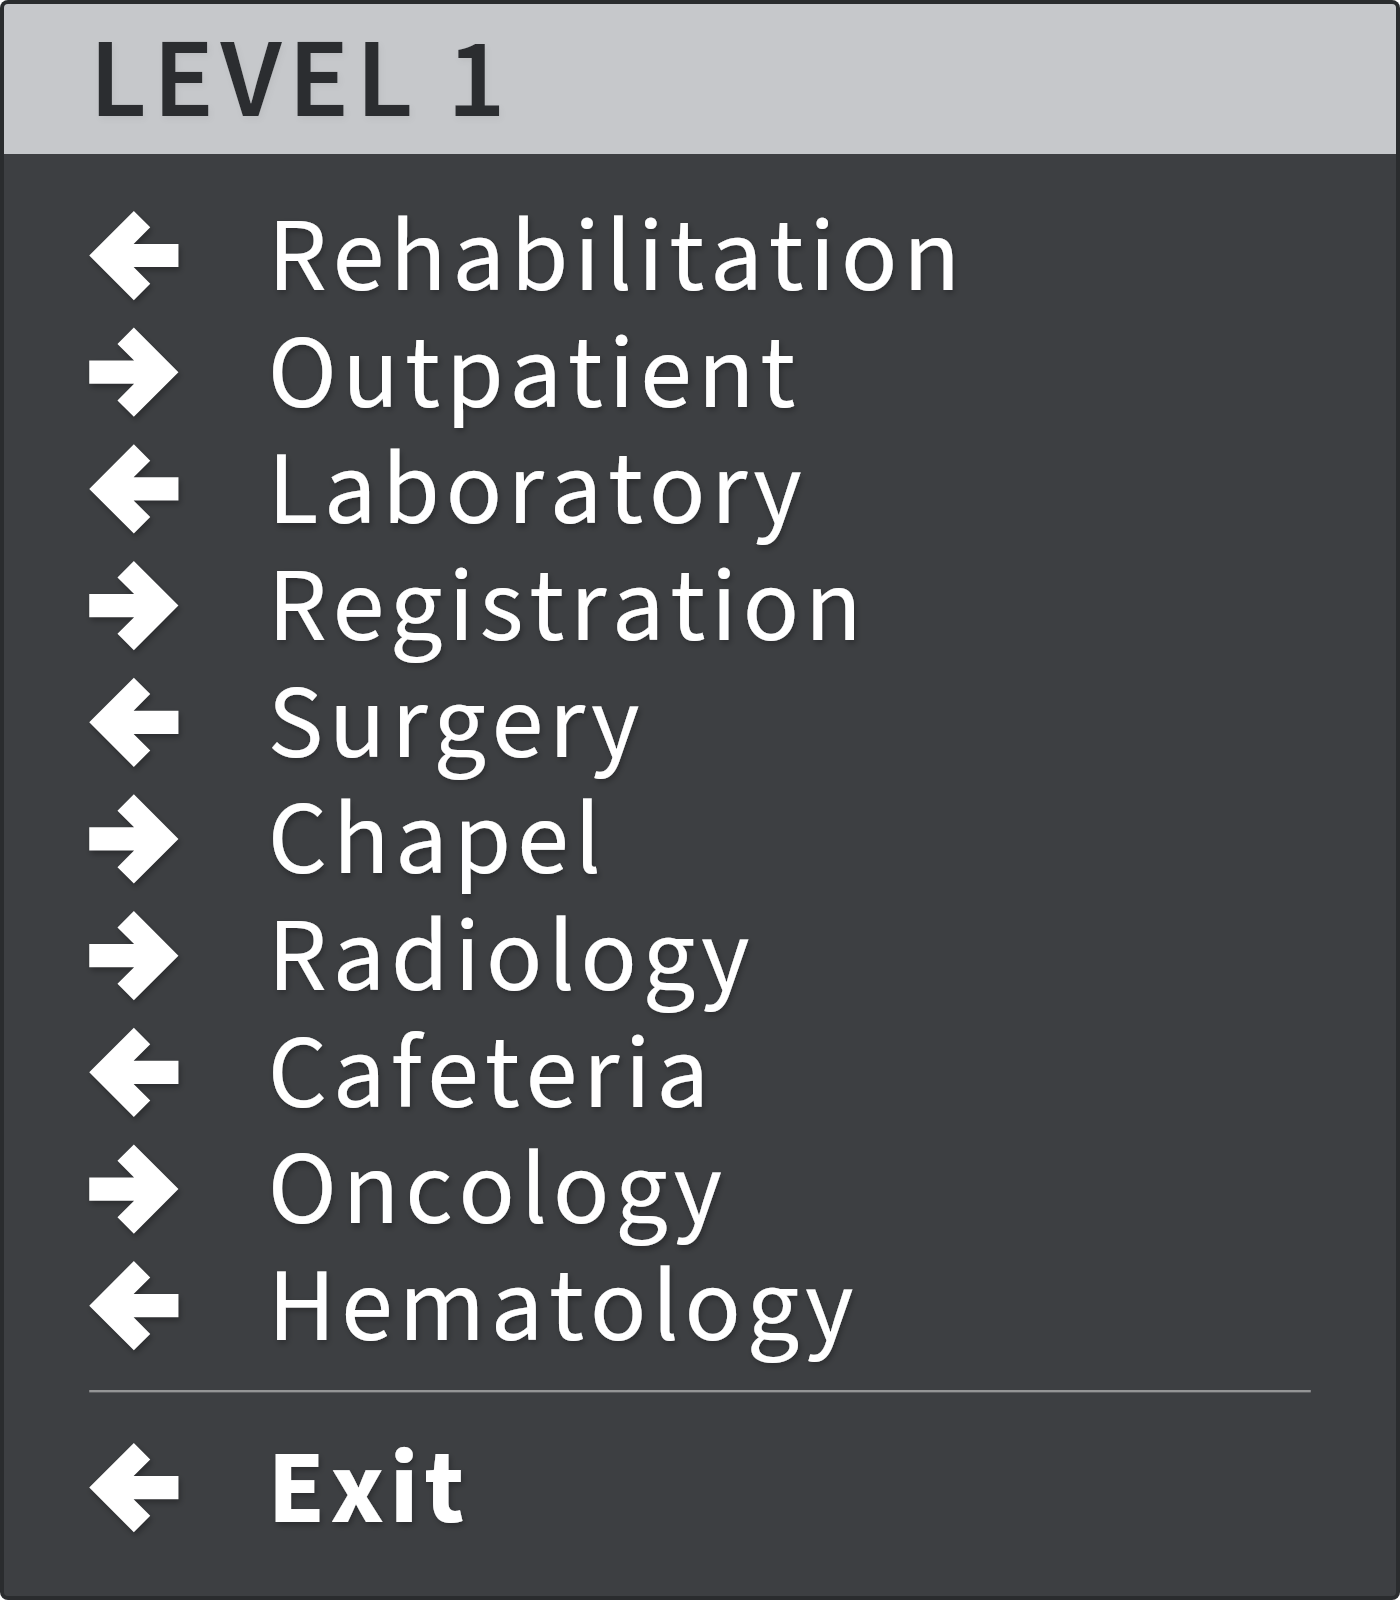 LEVEL 1
Rehabilitation
Outpatient
Laboratory
Registration
Surgery
Chapel
Radiology
Cafeteria
Oncology
Hematology
Exit